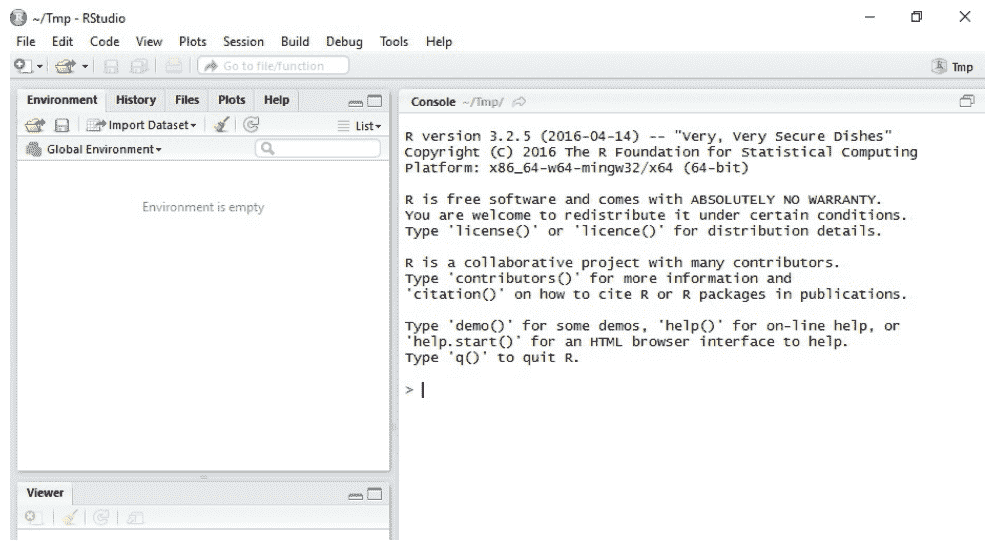 ~/Tmp - RStudio
File Edit Code View Plots Session Build Debug Tools Help
Go to file/function
Tmp
Environment History Files Plots Help
Import Dataset
List
Global Environment
Environment is empty
Viewer
Console ~/Tmp/
R version 3.2.5 (2016-04-14) -- "Very, Very Secure Dishes"
Copyright (C) 2016 The R Foundation for Statistical Computing
Platform: x86_64-w64-mingw32/x64 (64-bit)
R is free software and comes with ABSOLUTELY NO WARRANTY.
You are welcome to redistribute it under certain conditions.
Type 'license()' or 'licence()' for distribution details.
R is a collaborative project with many contributors.
Type 'contributors()' for more information and
'citation()' on how to cite R or R packages in publications.
Type 'demo()' for some demos, 'help()' for on-line help, or
'help.start()' for an HTML browser interface to help.
Type 'q()' to quit R.
>